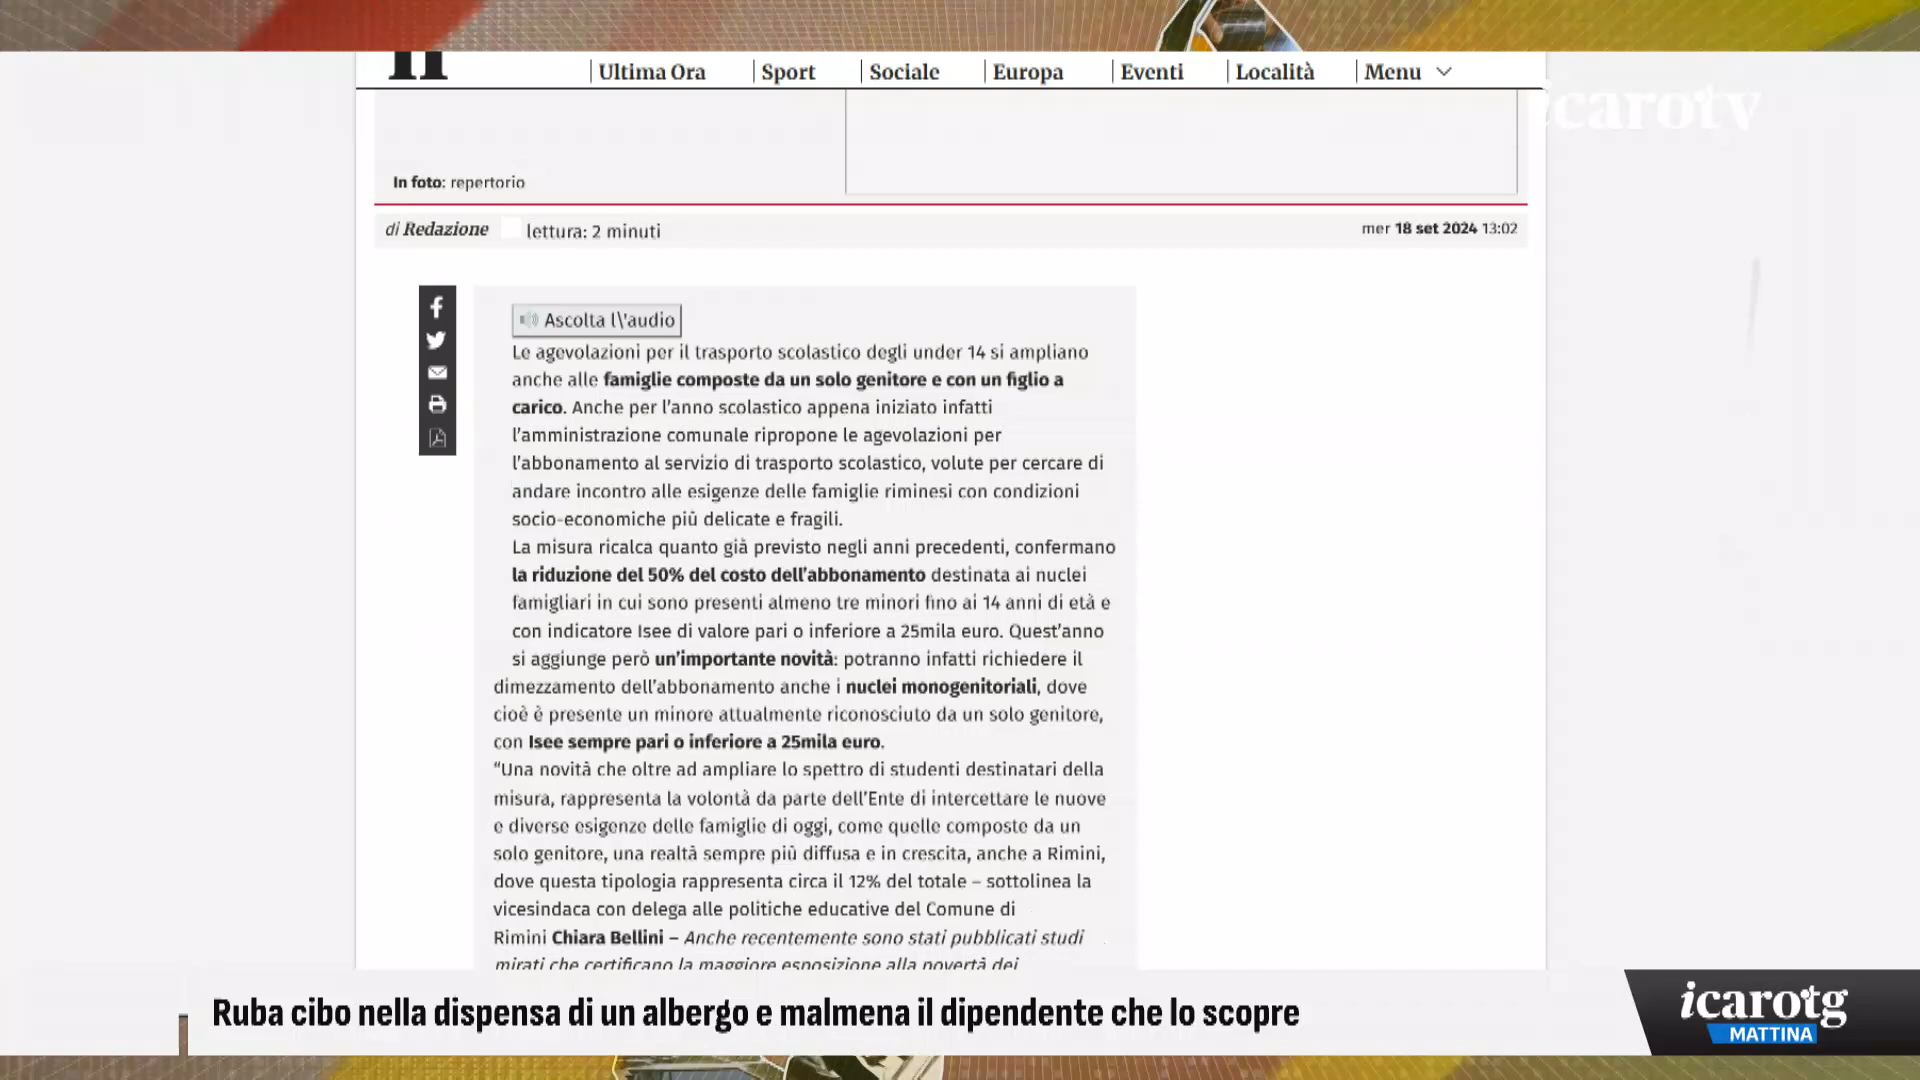 Ultima Ora
Sport
Sociale
Europa
Eventi
Località
Menu
icarotv
In foto: repertorio
di Redazione
lettura: 2 minuti
mer 18 set 2024 13:02
Ascolta l\'audio
Le agevolazioni per il trasporto scolastico degli under 14 si ampliano
anche alle famiglie composte da un solo genitore e con un figlio a
carico. Anche per l'anno scolastico appena iniziato infatti
l'amministrazione comunale ripropone le agevolazioni per
l'abbonamento al servizio di trasporto scolastico, volute per cercare di
andare incontro alle esigenze delle famiglie riminesi con condizioni
socio-economiche più delicate e fragili.
La misura ricalca quanto già previsto negli anni precedenti, confermano
la riduzione del 50% del costo dell'abbonamento destinata ai nuclei
famigliari in cui sono presenti almeno tre minori fino ai 14 anni di età e
con indicatore Isee di valore pari o inferiore a 25mila euro. Quest'anno
si aggiunge però un'importante novità: potranno infatti richiedere il
dimezzamento dell'abbonamento anche i nuclei monogenitoriali, dove
cioè è presente un minore attualmente riconosciuto da un solo genitore,
con Isee sempre pari o inferiore a 25mila euro.
“Una novità che oltre ad ampliare lo spettro di studenti destinatari della
misura, rappresenta la volontà da parte dell'Ente di intercettare le nuove
e diverse esigenze delle famiglie di oggi, come quelle composte da un
solo genitore, una realtà sempre più diffusa e in crescita, anche a Rimini,
dove questa tipologia rappresenta circa il 12% del totale – sottolinea la
vicesindaca con delega alle politiche educative del Comune di
Rimini Chiara Bellini – Anche recentemente sono stati pubblicati studi
mirati che certificano la maggiore esposizione alla povertà dei
Ruba cibo nella dispensa di un albergo e malmena il dipendente che lo scopre
icarotg
MATTINA